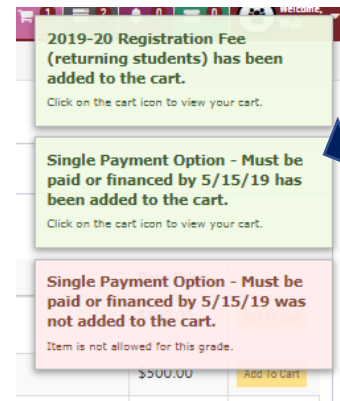 1 2 0 0 Welcome,
2019-20 Registration Fee
(returning students) has been
added to the cart.
Click on the cart icon to view your cart.
Single Payment Option - Must be
paid or financed by 5/15/19 has
been added to the cart.
Click on the cart icon to view your cart.
Single Payment Option - Must be
paid or financed by 5/15/19 was
not added to the cart.
Item is not allowed for this grade.
$500.00 Add To Cart